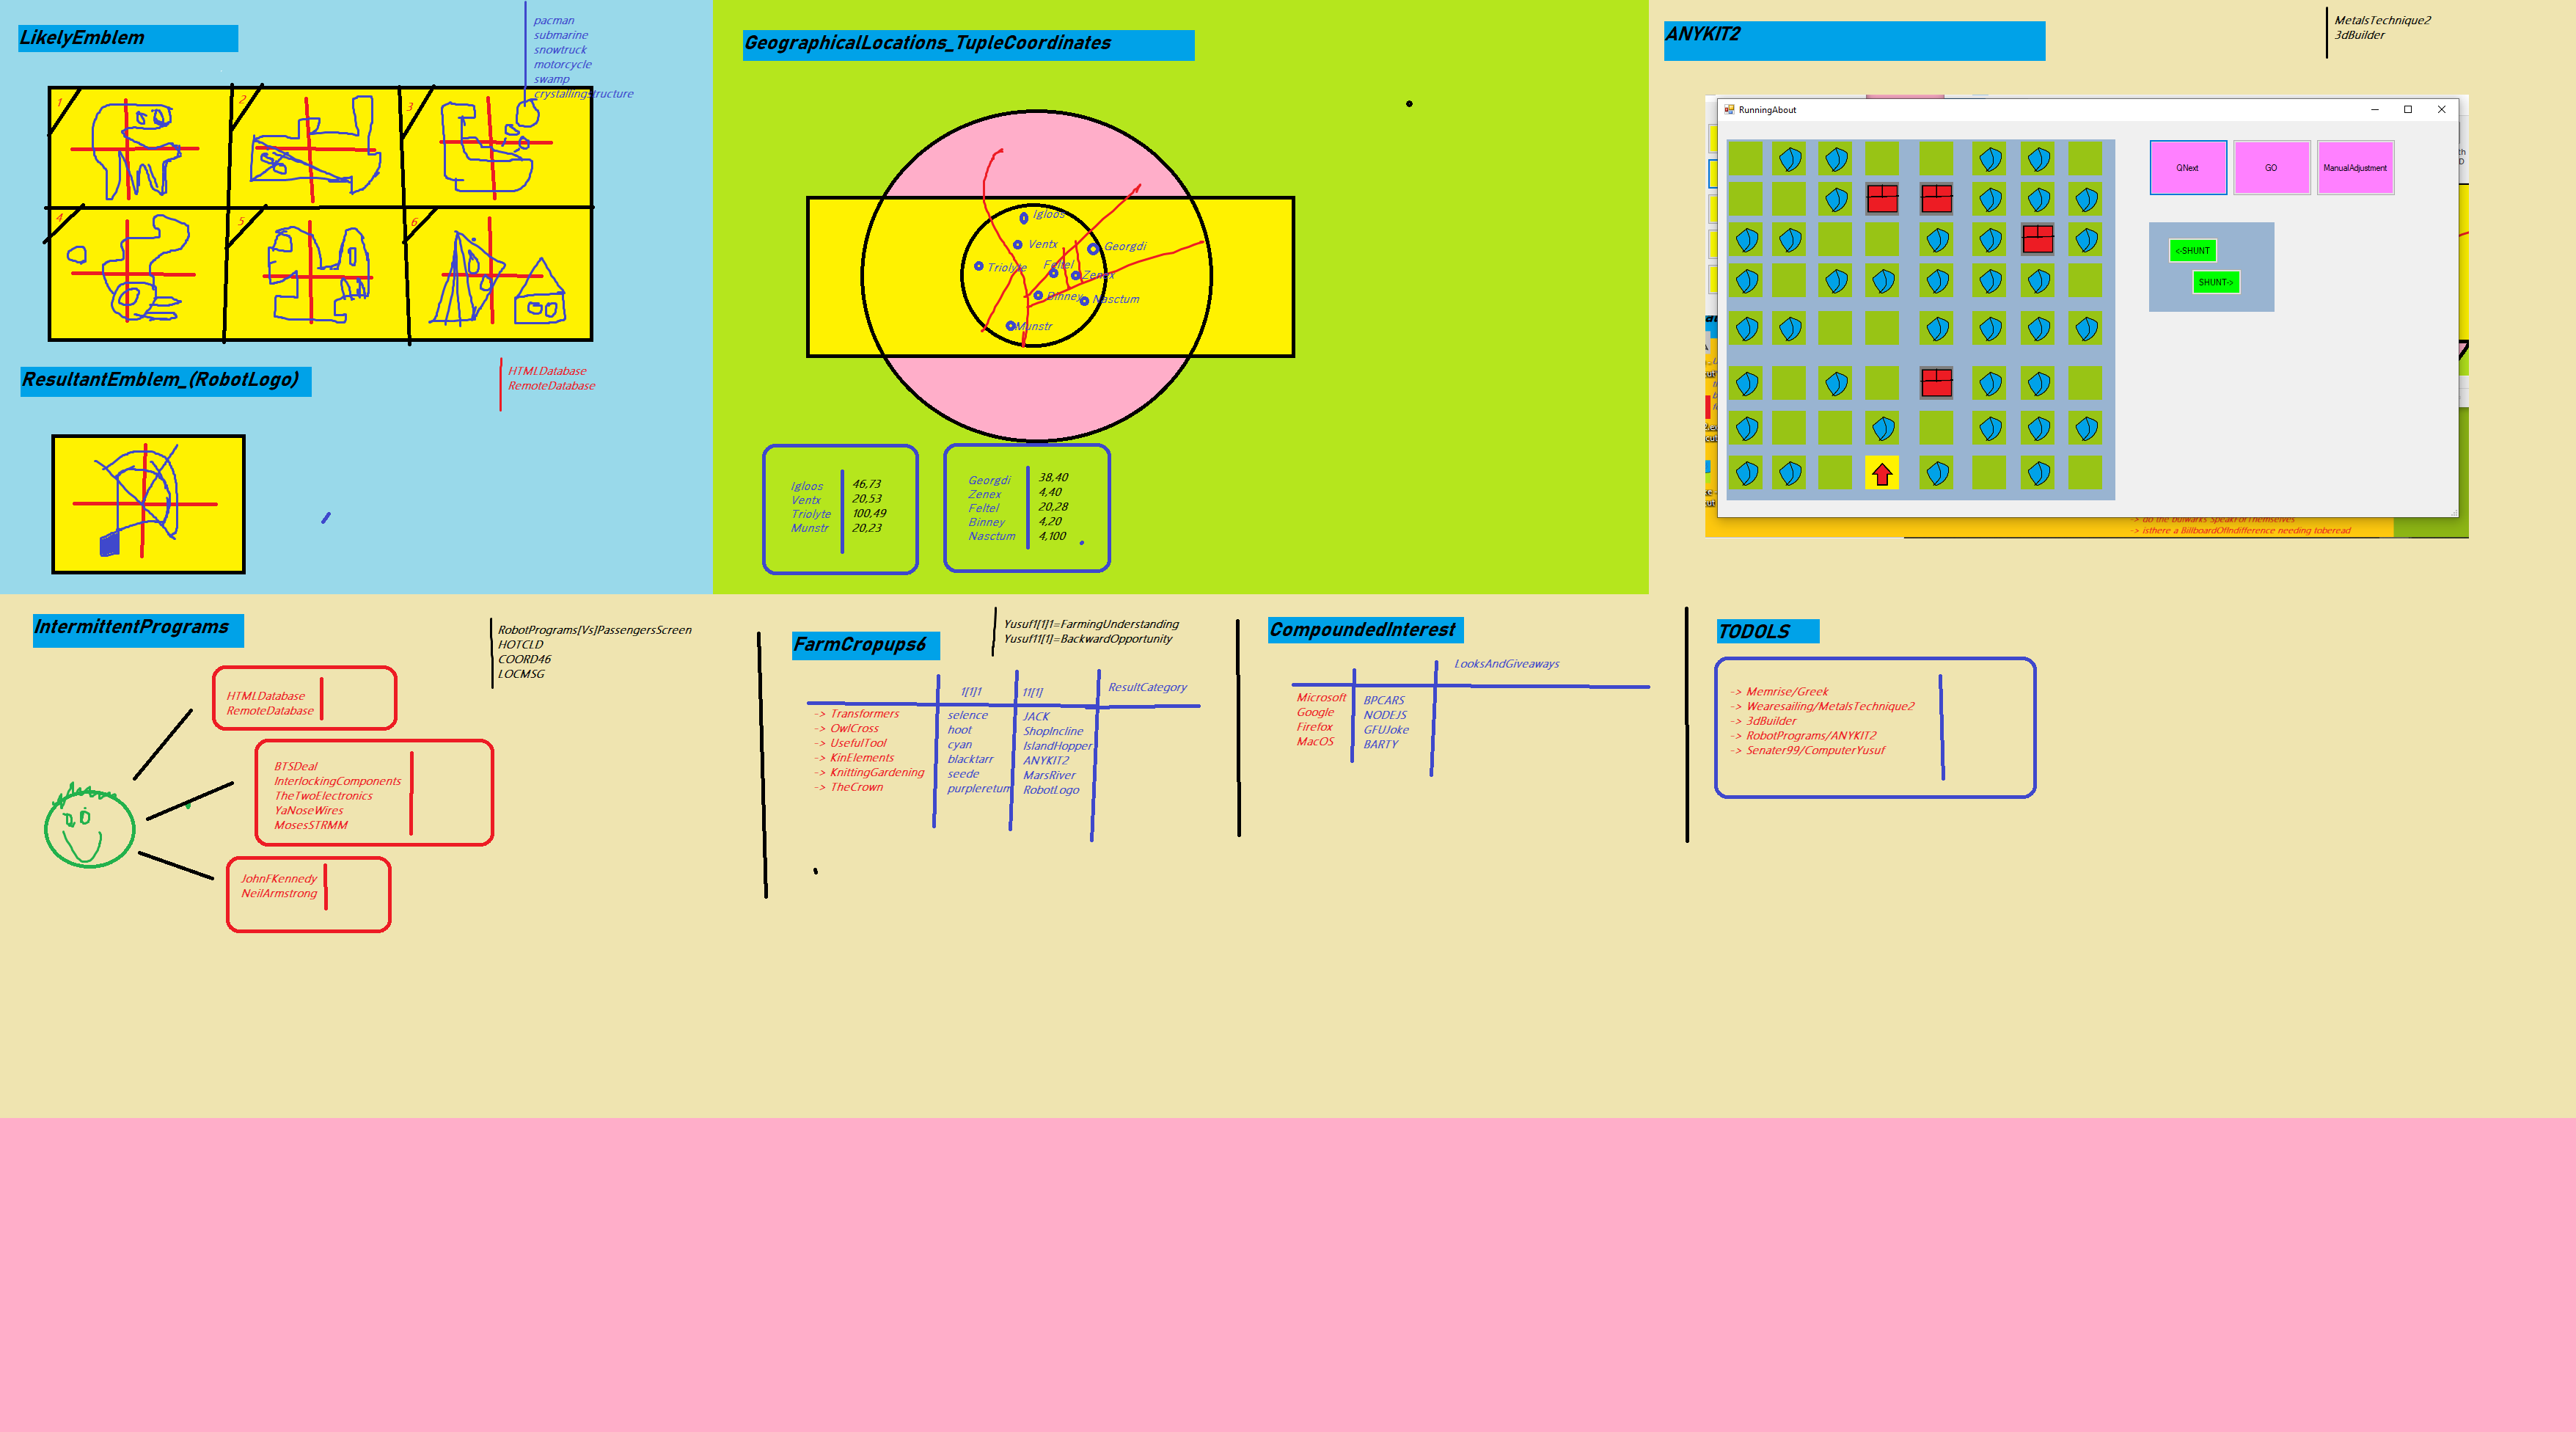 LikelyEmblem
pacman
submarine
snowtruck
motorcycle
swamp
crystallingstructure
1
2
3
4
5
6
ResultantEmblem_(RobotLogo)
HTMLDatabase
RemoteDatabase
GeographicalLocations_TupleCoordinates
Igloos
Ventx
Georgdi
Triolyte
Feltel
Zenex
Binney
Nasctum
Munstr
Igloos 46,73
Ventx 20,53
Triolyte 100,49
Munstr 20,23
Georgdi 38,40
Zenex 4,40
Feltel 20,28
Binney 4,20
Nasctum 4,100
ANYKIT2
MetalsTechnique2
3dBuilder
RunningAbout
QNext
GO
ManualAdjustment
<-SHUNT
SHUNT->
-> do the bulwarks SpeakForThemselves
-> isthere a BillboardOfIndifference needing toberead
IntermittentPrograms
RobotPrograms[Vs]PassengersScreen
HOTCLD
COORD46
LOCMSG
HTMLDatabase
RemoteDatabase
BTSDeal
InterlockingComponents
TheTwoElectronics
YaNoseWires
MosesSTRMM
JohnFKennedy
NeilArmstrong
FarmCropups6
Yusuf1[1]1=FarmingUnderstanding
Yusuf11[1]=BackwardOpportunity
1[1]1 11[1] ResultCategory
-> Transformers selence JACK
-> OwlCross hoot ShopIncline
-> UsefulTool cyan IslandHopper
-> KinElements blacktarr ANYKIT2
-> KnittingGardening seede MarsRiver
-> TheCrown purpleretum RobotLogo
CompoundedInterest
LooksAndGiveaways
Microsoft BPCARS
Google NODEJS
Firefox GFUJoke
MacOS BARTY
TODOLS
-> Memrise/Greek
-> Wearesailing/MetalsTechnique2
-> 3dBuilder
-> RobotPrograms/ANYKIT2
-> Senater99/ComputerYusuf